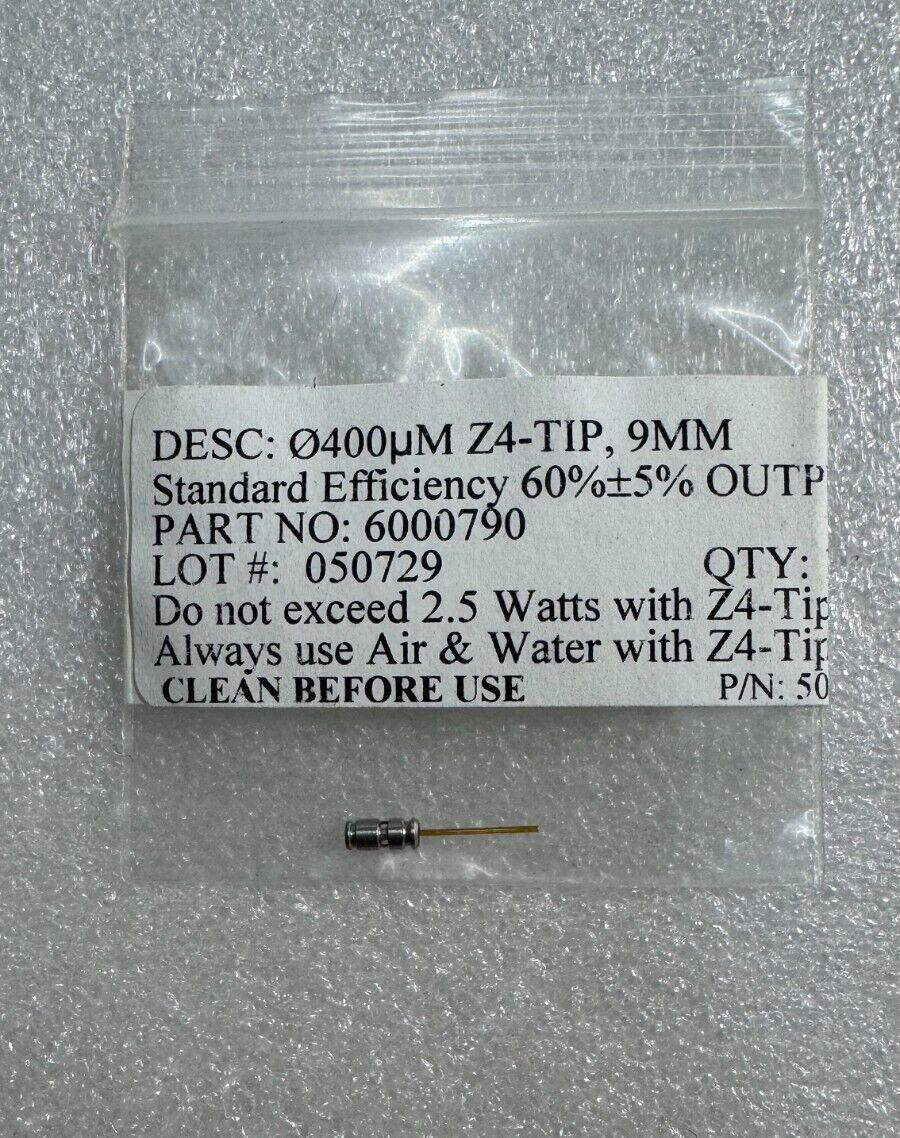 DESC: Ø400µM Z4-TIP, 9MM
Standard Efficiency 60%±5% OUTP
PART NO: 6000790
LOT #: 050729 QTY:
Do not exceed 2.5 Watts with Z4-Tip
Always use Air & Water with Z4-Tip
CLEAN BEFORE USE P/N: 50